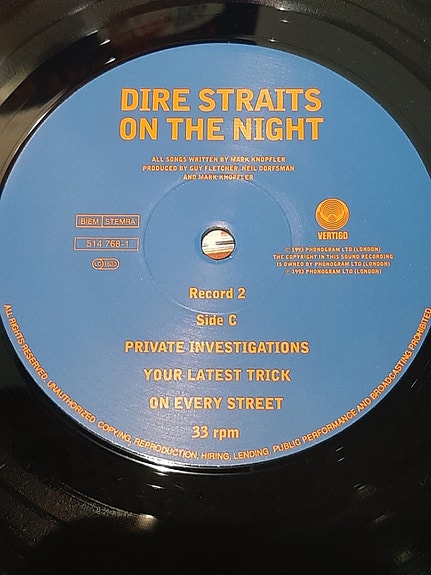 DIRE STRAITS
ON THE NIGHT
ALL SONGS WRITTEN BY MARK KNOPFLER
PRODUCED BY GUY FLETCHER, NEIL DORFSMAN
AND MARK KNOPFLER
BIEM STEMRA
514 768-1
LC 1633
VERTIGO
℗ 1993 PHONOGRAM LTD (LONDON)
THE COPYRIGHT IN THIS SOUND RECORDING
IS OWNED BY PHONOGRAM LTD (LONDON)
℗ 1993 PHONOGRAM LTD (LONDON)
Record 2
Side C
PRIVATE INVESTIGATIONS
YOUR LATEST TRICK
ON EVERY STREET
33 rpm
ALL RIGHTS RESERVED. UNAUTHORIZED COPYING, REPRODUCTION, HIRING, LENDING, PUBLIC PERFORMANCE AND BROADCASTING PROHIBITED